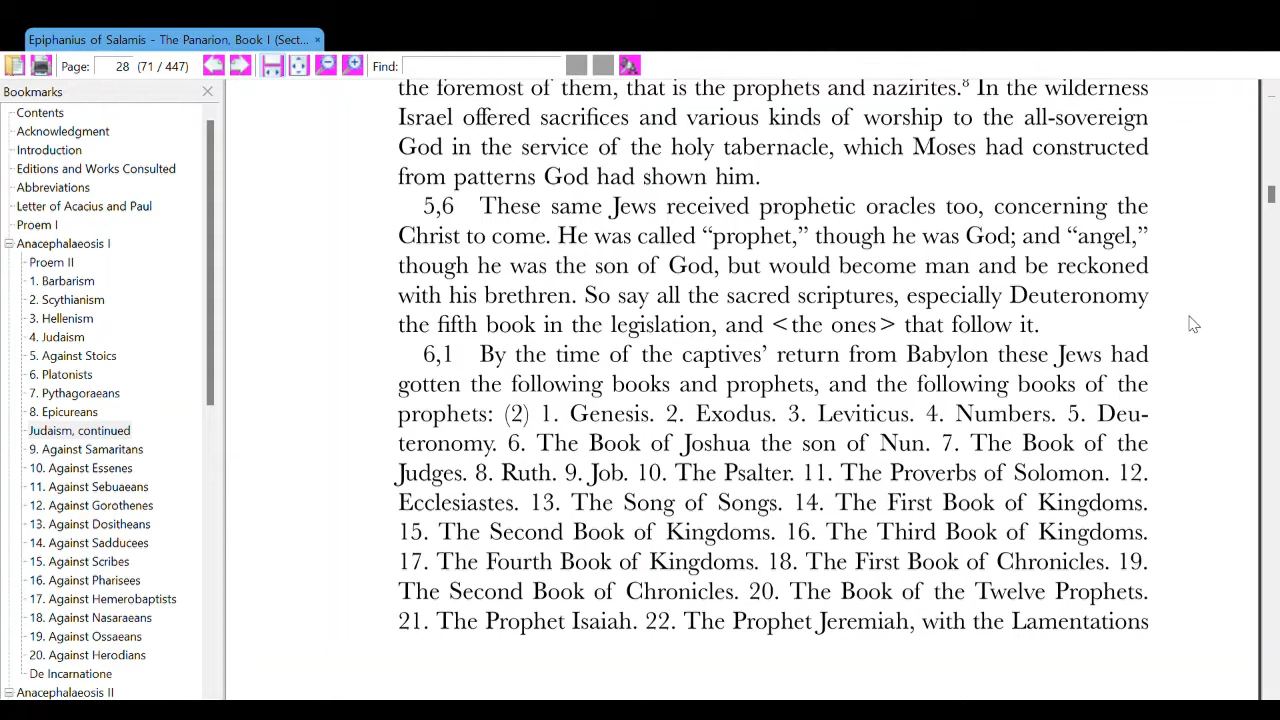 Epiphanius of Salamis - The Panarion, Book I (Sect... ×
Page: 28 (71 / 447) Find:
Bookmarks
Contents
Acknowledgment
Introduction
Editions and Works Consulted
Abbreviations
Letter of Acacius and Paul
Proem I
Anacephalaeosis I
Proem II
1. Barbarism
2. Scythianism
3. Hellenism
4. Judaism
5. Against Stoics
6. Platonists
7. Pythagoraeans
8. Epicureans
Judaism, continued
9. Against Samaritans
10. Against Essenes
11. Against Sebuaeans
12. Against Gorothenes
13. Against Dositheans
14. Against Sadducees
15. Against Scribes
16. Against Pharisees
17. Against Hemerobaptists
18. Against Nasaraeans
19. Against Ossaeans
20. Against Herodians
De Incarnatione
Anacephalaeosis II
the foremost of them, that is the prophets and nazirites.⁸ In the wilderness
Israel offered sacrifices and various kinds of worship to the all-sovereign
God in the service of the holy tabernacle, which Moses had constructed
from patterns God had shown him.
5,6 These same Jews received prophetic oracles too, concerning the
Christ to come. He was called “prophet,” though he was God; and “angel,”
though he was the son of God, but would become man and be reckoned
with his brethren. So say all the sacred scriptures, especially Deuteronomy
the fifth book in the legislation, and <the ones> that follow it.
6,1 By the time of the captives’ return from Babylon these Jews had
gotten the following books and prophets, and the following books of the
prophets: (2) 1. Genesis. 2. Exodus. 3. Leviticus. 4. Numbers. 5. Deu-
teronomy. 6. The Book of Joshua the son of Nun. 7. The Book of the
Judges. 8. Ruth. 9. Job. 10. The Psalter. 11. The Proverbs of Solomon. 12.
Ecclesiastes. 13. The Song of Songs. 14. The First Book of Kingdoms.
15. The Second Book of Kingdoms. 16. The Third Book of Kingdoms.
17. The Fourth Book of Kingdoms. 18. The First Book of Chronicles. 19.
The Second Book of Chronicles. 20. The Book of the Twelve Prophets.
21. The Prophet Isaiah. 22. The Prophet Jeremiah, with the Lamentations